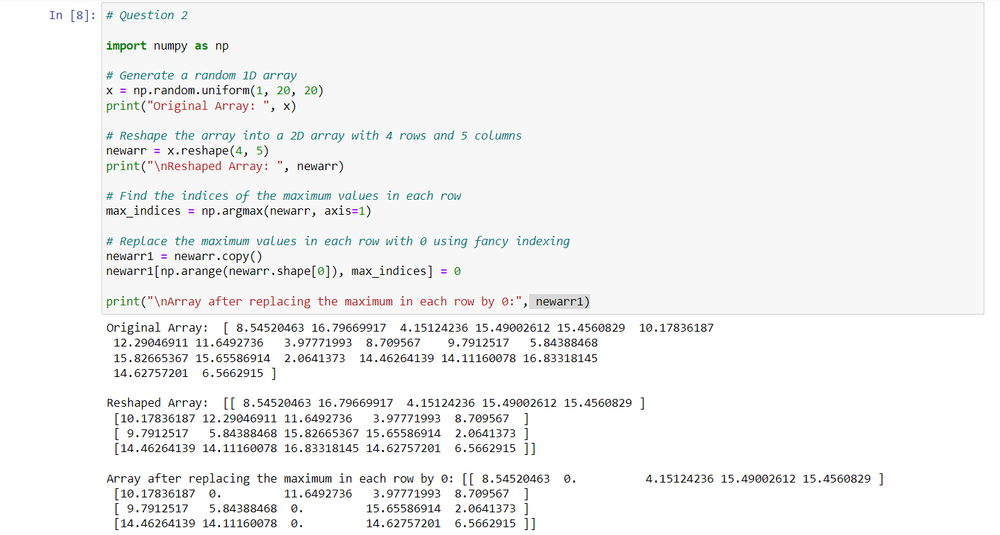 In [8]: # Question 2
import numpy as np
# Generate a random 1D array
x = np.random.uniform(1, 20, 20)
print("Original Array: ", x)
# Reshape the array into a 2D array with 4 rows and 5 columns
newarr = x.reshape(4, 5)
print("\nReshaped Array: ", newarr)
# Find the indices of the maximum values in each row
max_indices = np.argmax(newarr, axis=1)
# Replace the maximum values in each row with 0 using fancy indexing
newarr1 = newarr.copy()
newarr1[np.arange(newarr.shape[0]), max_indices] = 0
print("\nArray after replacing the maximum in each row by 0:", newarr1)
Original Array:  [ 8.54520463 16.79669917  4.15124236 15.49002612 15.4560829  10.17836187
 12.29046911 11.6492736   3.97771993  8.709567    9.7912517   5.84388468
 15.82665367 15.65586914  2.0641373  14.46264139 14.11160078 16.83318145
 14.62757201  6.5662915 ]
Reshaped Array:  [[ 8.54520463 16.79669917  4.15124236 15.49002612 15.4560829 ]
 [10.17836187 12.29046911 11.6492736   3.97771993  8.709567  ]
 [ 9.7912517   5.84388468 15.82665367 15.65586914  2.0641373 ]
 [14.46264139 14.11160078 16.83318145 14.62757201  6.5662915 ]]
Array after replacing the maximum in each row by 0: [[ 8.54520463  0.          4.15124236 15.49002612 15.4560829 ]
 [10.17836187  0.         11.6492736   3.97771993  8.709567  ]
 [ 9.7912517   5.84388468  0.         15.65586914  2.0641373 ]
 [14.46264139 14.11160078  0.         14.62757201  6.5662915 ]]